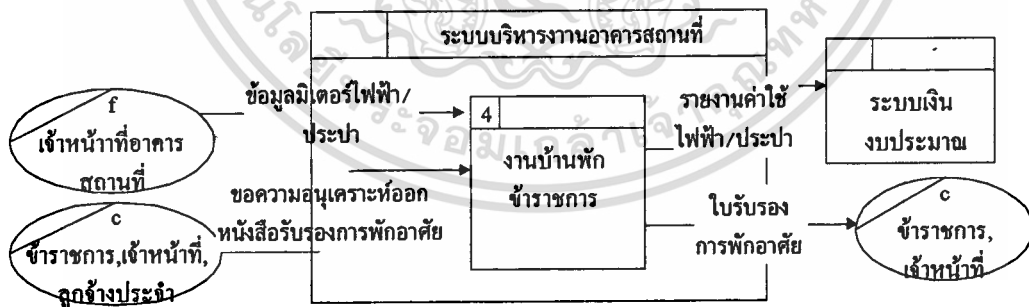 ระบบบริหารงานอาคารสถานที่
f
เจ้าหน้าที่อาคาร
สถานที่
ข้อมูลมิเตอร์ไฟฟ้า/
ประปา
4
งานบ้านพัก
ข้าราชการ
รายงานค่าใช้
ไฟฟ้า/ประปา
ระบบเงิน
งบประมาณ
c
ข้าราชการ,เจ้าหน้าที่,
ลูกจ้างประจำ
ขอความอนุเคราะห์ออก
หนังสือรับรองการพักอาศัย
ใบรับรอง
การพักอาศัย
c
ข้าราชการ,
เจ้าหน้าที่